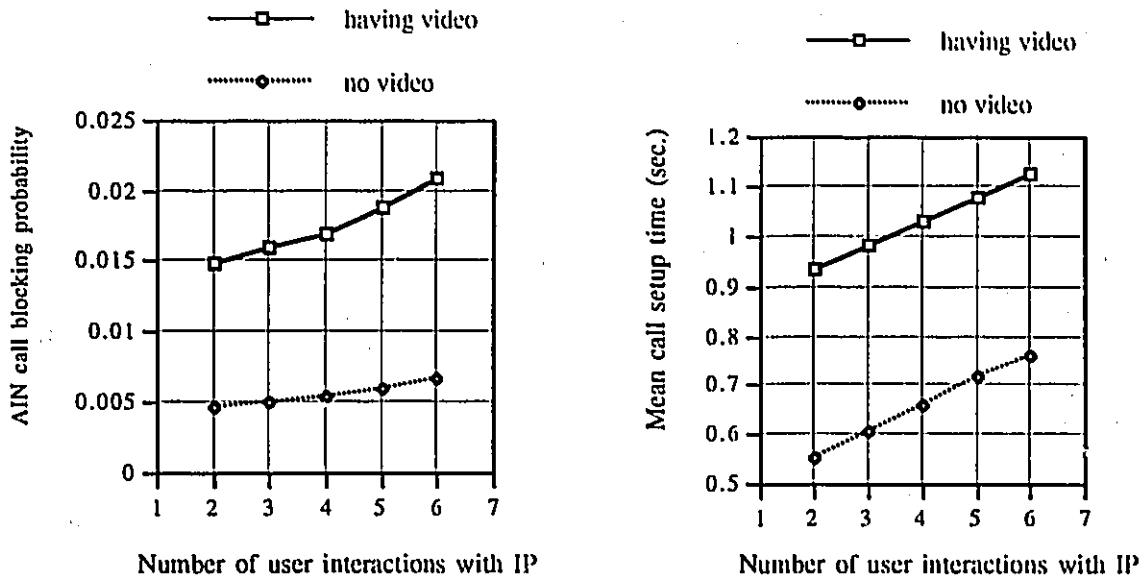 having video
no video
AIN call blocking probability
0.025
0.02
0.015
0.01
0.005
0
1 2 3 4 5 6 7
Number of user interactions with IP
having video
no video
Mean call setup time (sec.)
1.2
1.1
1
0.9
0.8
0.7
0.6
0.5
1 2 3 4 5 6 7
Number of user interactions with IP